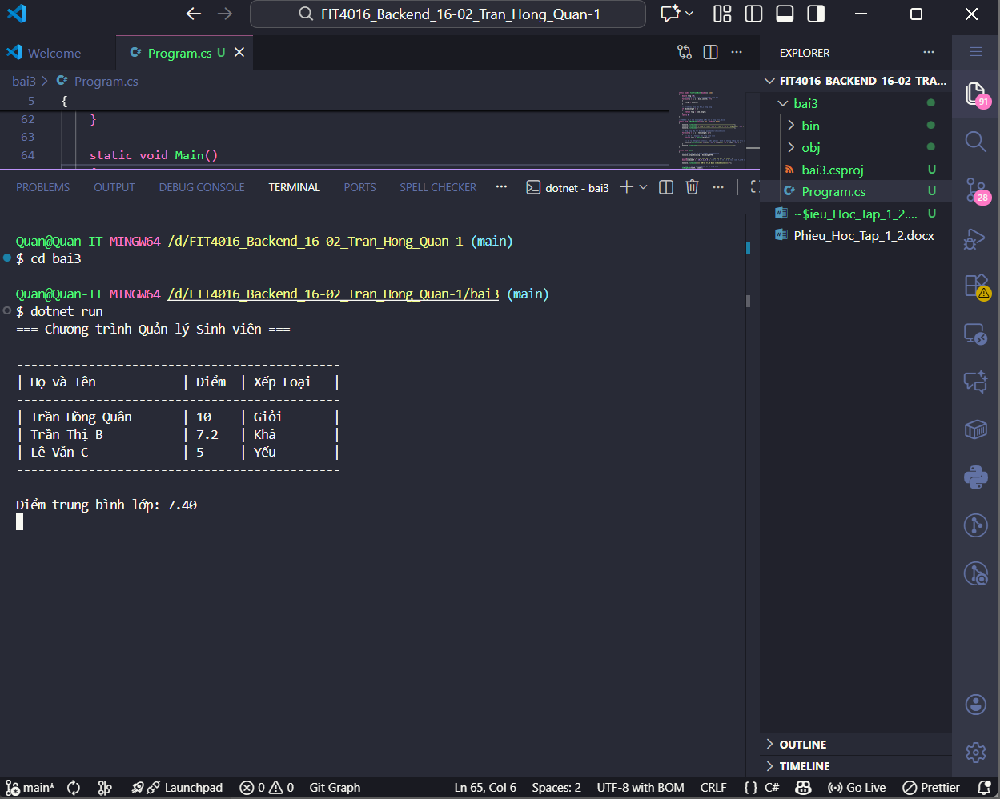 FIT4016_Backend_16-02_Tran_Hong_Quan-1
Welcome
Program.cs U
EXPLORER
bai3 > Program.cs
FIT4016_BACKEND_16-02_TRA...
5 {
62 }
63
64 static void Main()
bai3
bin
obj
bai3.csproj U
Program.cs U
~$ieu_Hoc_Tap_1_2.... U
Phieu_Hoc_Tap_1_2.docx
91
28
PROBLEMS OUTPUT DEBUG CONSOLE TERMINAL PORTS SPELL CHECKER ... dotnet - bai3
Quan@Quan-IT MINGW64 /d/FIT4016_Backend_16-02_Tran_Hong_Quan-1 (main)
$ cd bai3
Quan@Quan-IT MINGW64 /d/FIT4016_Backend_16-02_Tran_Hong_Quan-1/bai3 (main)
$ dotnet run
=== Chương trình Quản lý Sinh viên ===
---------------------------------------------
| Họ và Tên | Điểm | Xếp Loại |
---------------------------------------------
| Trần Hồng Quân | 10 | Giỏi |
| Trần Thị B | 7.2 | Khá |
| Lê Văn C | 5 | Yếu |
---------------------------------------------
Điểm trung bình lớp: 7.40
OUTLINE
TIMELINE
main* Launchpad 0 0 Git Graph Ln 65, Col 6 Spaces: 2 UTF-8 with BOM CRLF { } C# Go Live Prettier